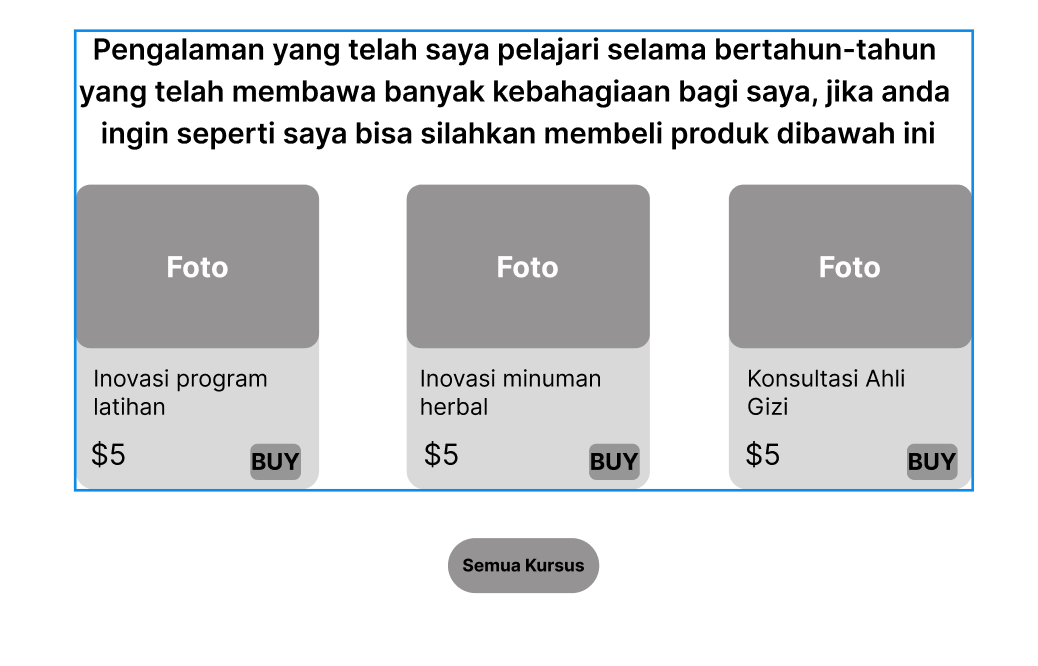 Pengalaman yang telah saya pelajari selama bertahun-tahun
yang telah membawa banyak kebahagiaan bagi saya, jika anda
ingin seperti saya bisa silahkan membeli produk dibawah ini
Foto
Foto
Foto
Inovasi program
latihan
$5
BUY
Inovasi minuman
herbal
$5
BUY
Konsultasi Ahli
Gizi
$5
BUY
Semua Kursus